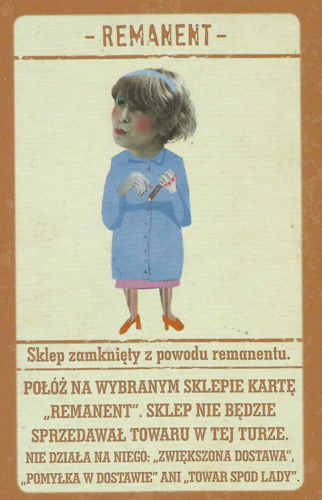 - REMANENT -
Sklep zamknięty z powodu remanentu.
POŁÓŻ NA WYBRANYM SKLEPIE KARTĘ
„REMANENT”. SKLEP NIE BĘDZIE
SPRZEDAWAŁ TOWARU W TEJ TURZE.
NIE DZIAŁA NA NIEGO: „ZWIĘKSZONA DOSTAWA”,
„POMYŁKA W DOSTAWIE” ANI „TOWAR SPOD LADY”.